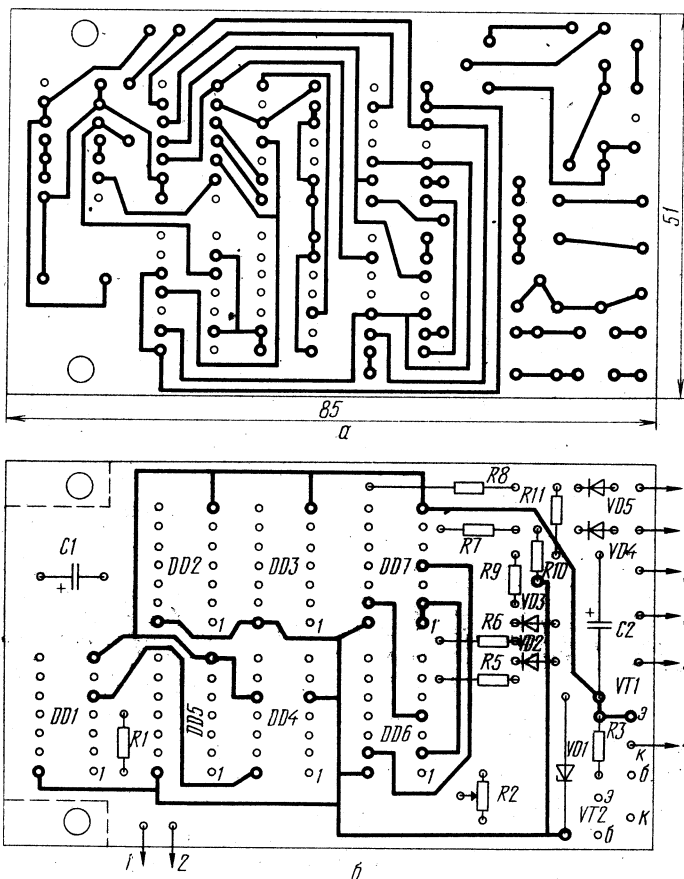 51
85
а
R8
R11
VD5
C1
+
DD2
DD3
DD7
R7
VD4
R9
R10
VD3
R6
+
C2
1
1
1
VD2
R5
VT1
DD1
R1
DD5
DD4
DD6
VD1
R3
э
к
б
1
1
1
1
R2
э
VT2
к
б
1
2
б